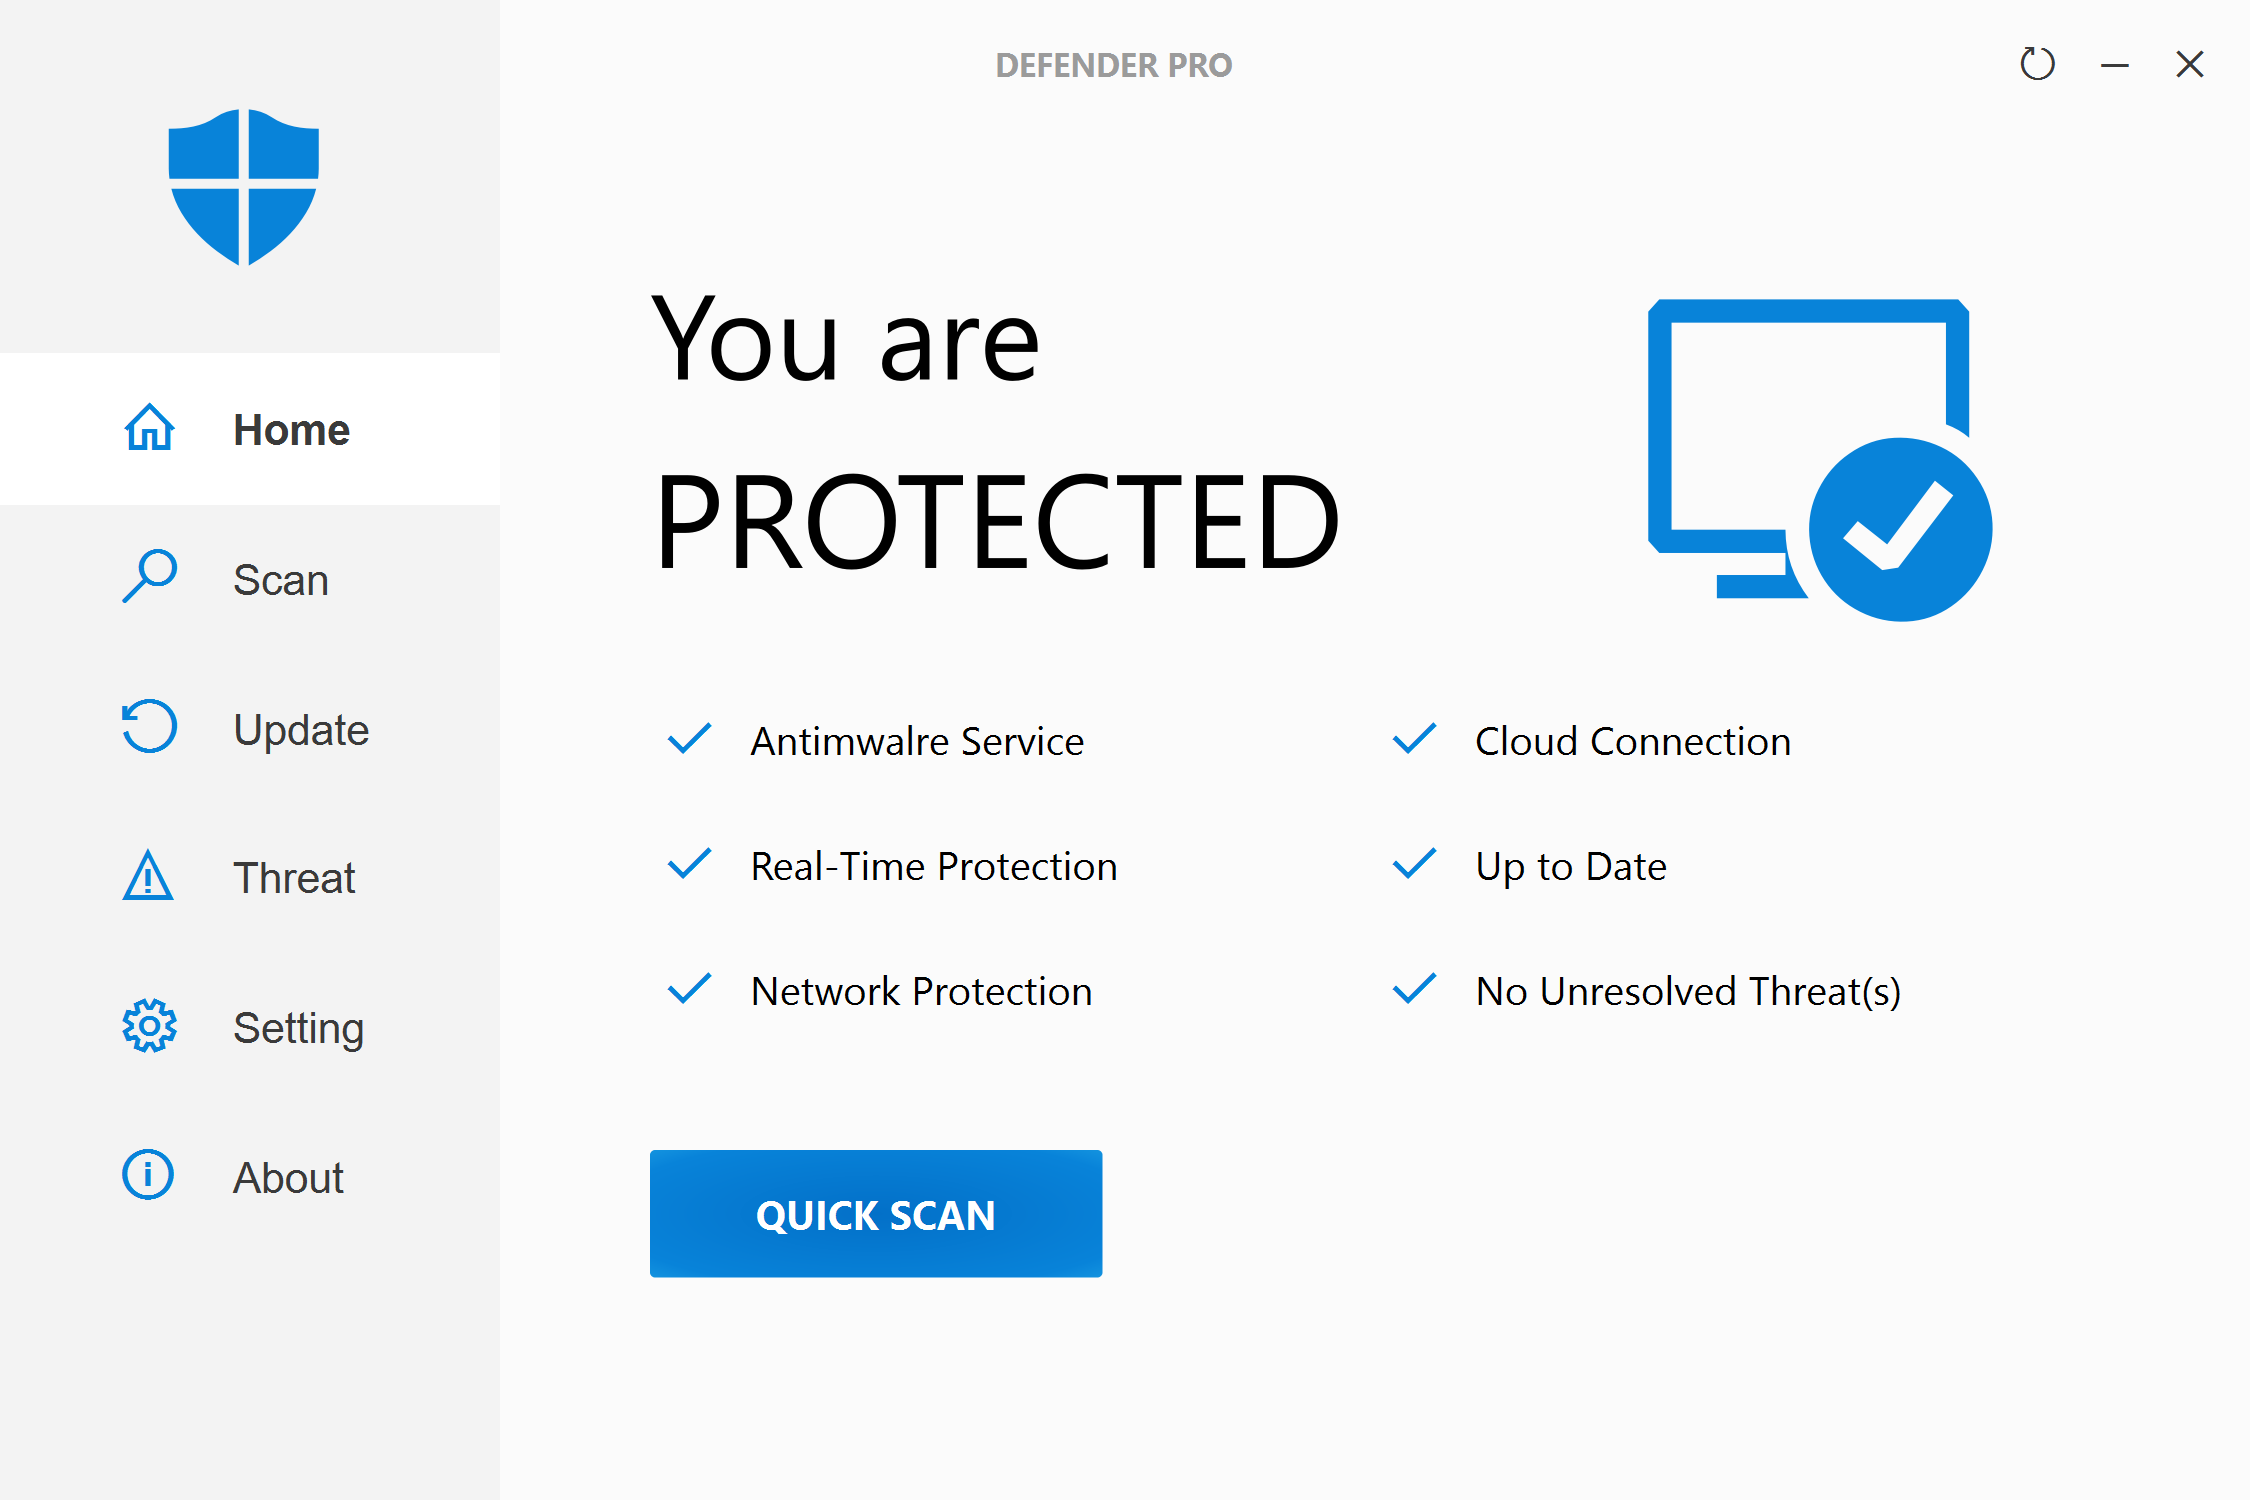 DEFENDER PRO
Home
Scan
Update
Threat
Setting
About
You are
PROTECTED
Antimwalre Service
Cloud Connection
Real-Time Protection
Up to Date
Network Protection
No Unresolved Threat(s)
QUICK SCAN